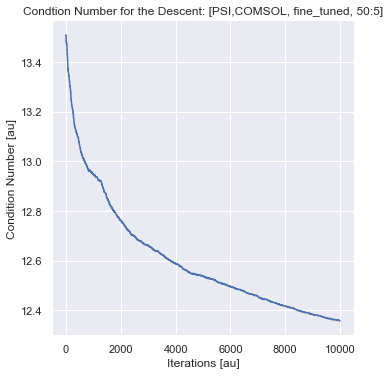 Condtion Number for the Descent: [PSI,COMSOL, fine_tuned, 50:5]
Condition Number [au]
13.4
13.2
13.0
12.8
12.6
12.4
0 2000 4000 6000 8000 10000
Iterations [au]